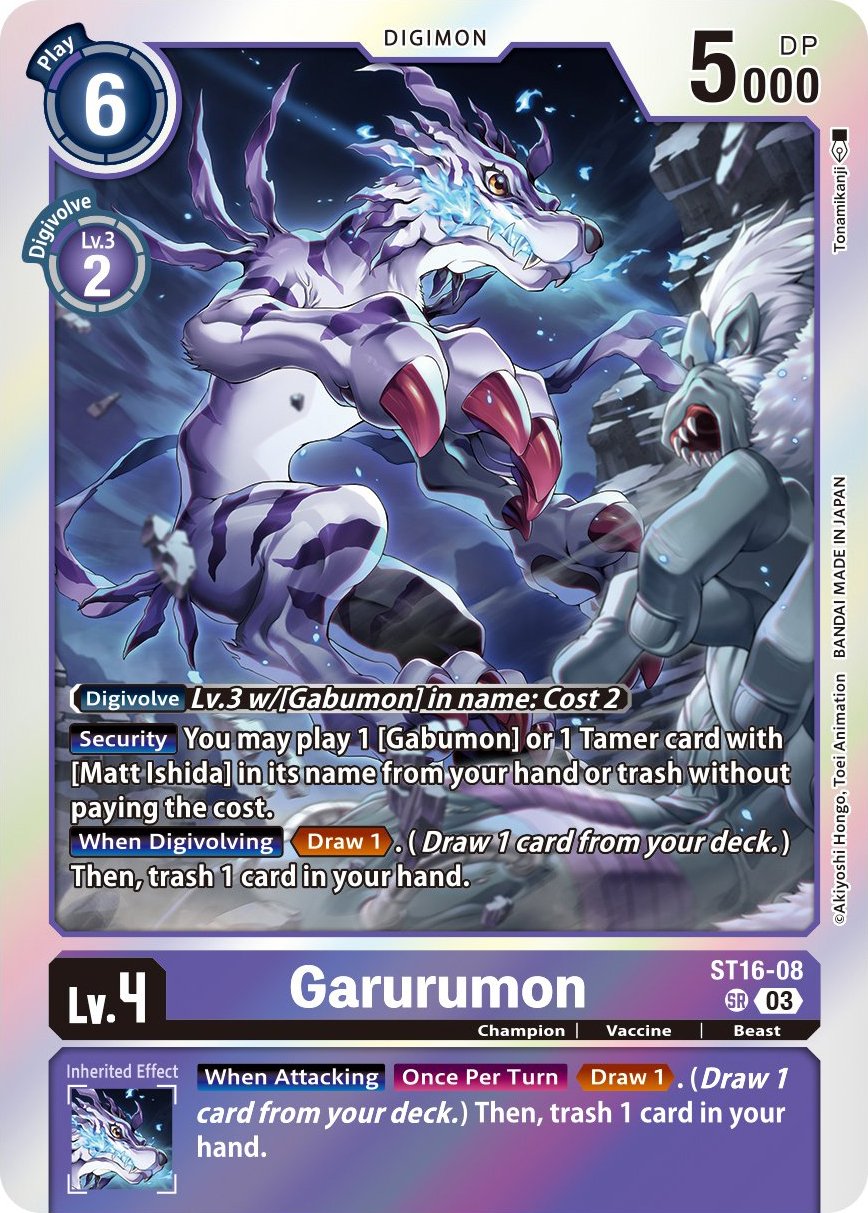 DIGIMON
Play
6
DP
5000
Digivolve
Lv.3
2
Tonamikanji
BANDAI MADE IN JAPAN
©Akiyoshi Hongo, Toei Animation
Digivolve Lv.3 w/[Gabumon] in name: Cost 2
Security You may play 1 [Gabumon] or 1 Tamer card with
[Matt Ishida] in its name from your hand or trash without
paying the cost.
When Digivolving Draw 1. (Draw 1 card from your deck.)
Then, trash 1 card in your hand.
Lv.4
Garurumon
ST16-08
SR 03
Champion | Vaccine | Beast
Inherited Effect
When Attacking Once Per Turn Draw 1. (Draw 1
card from your deck.) Then, trash 1 card in your
hand.